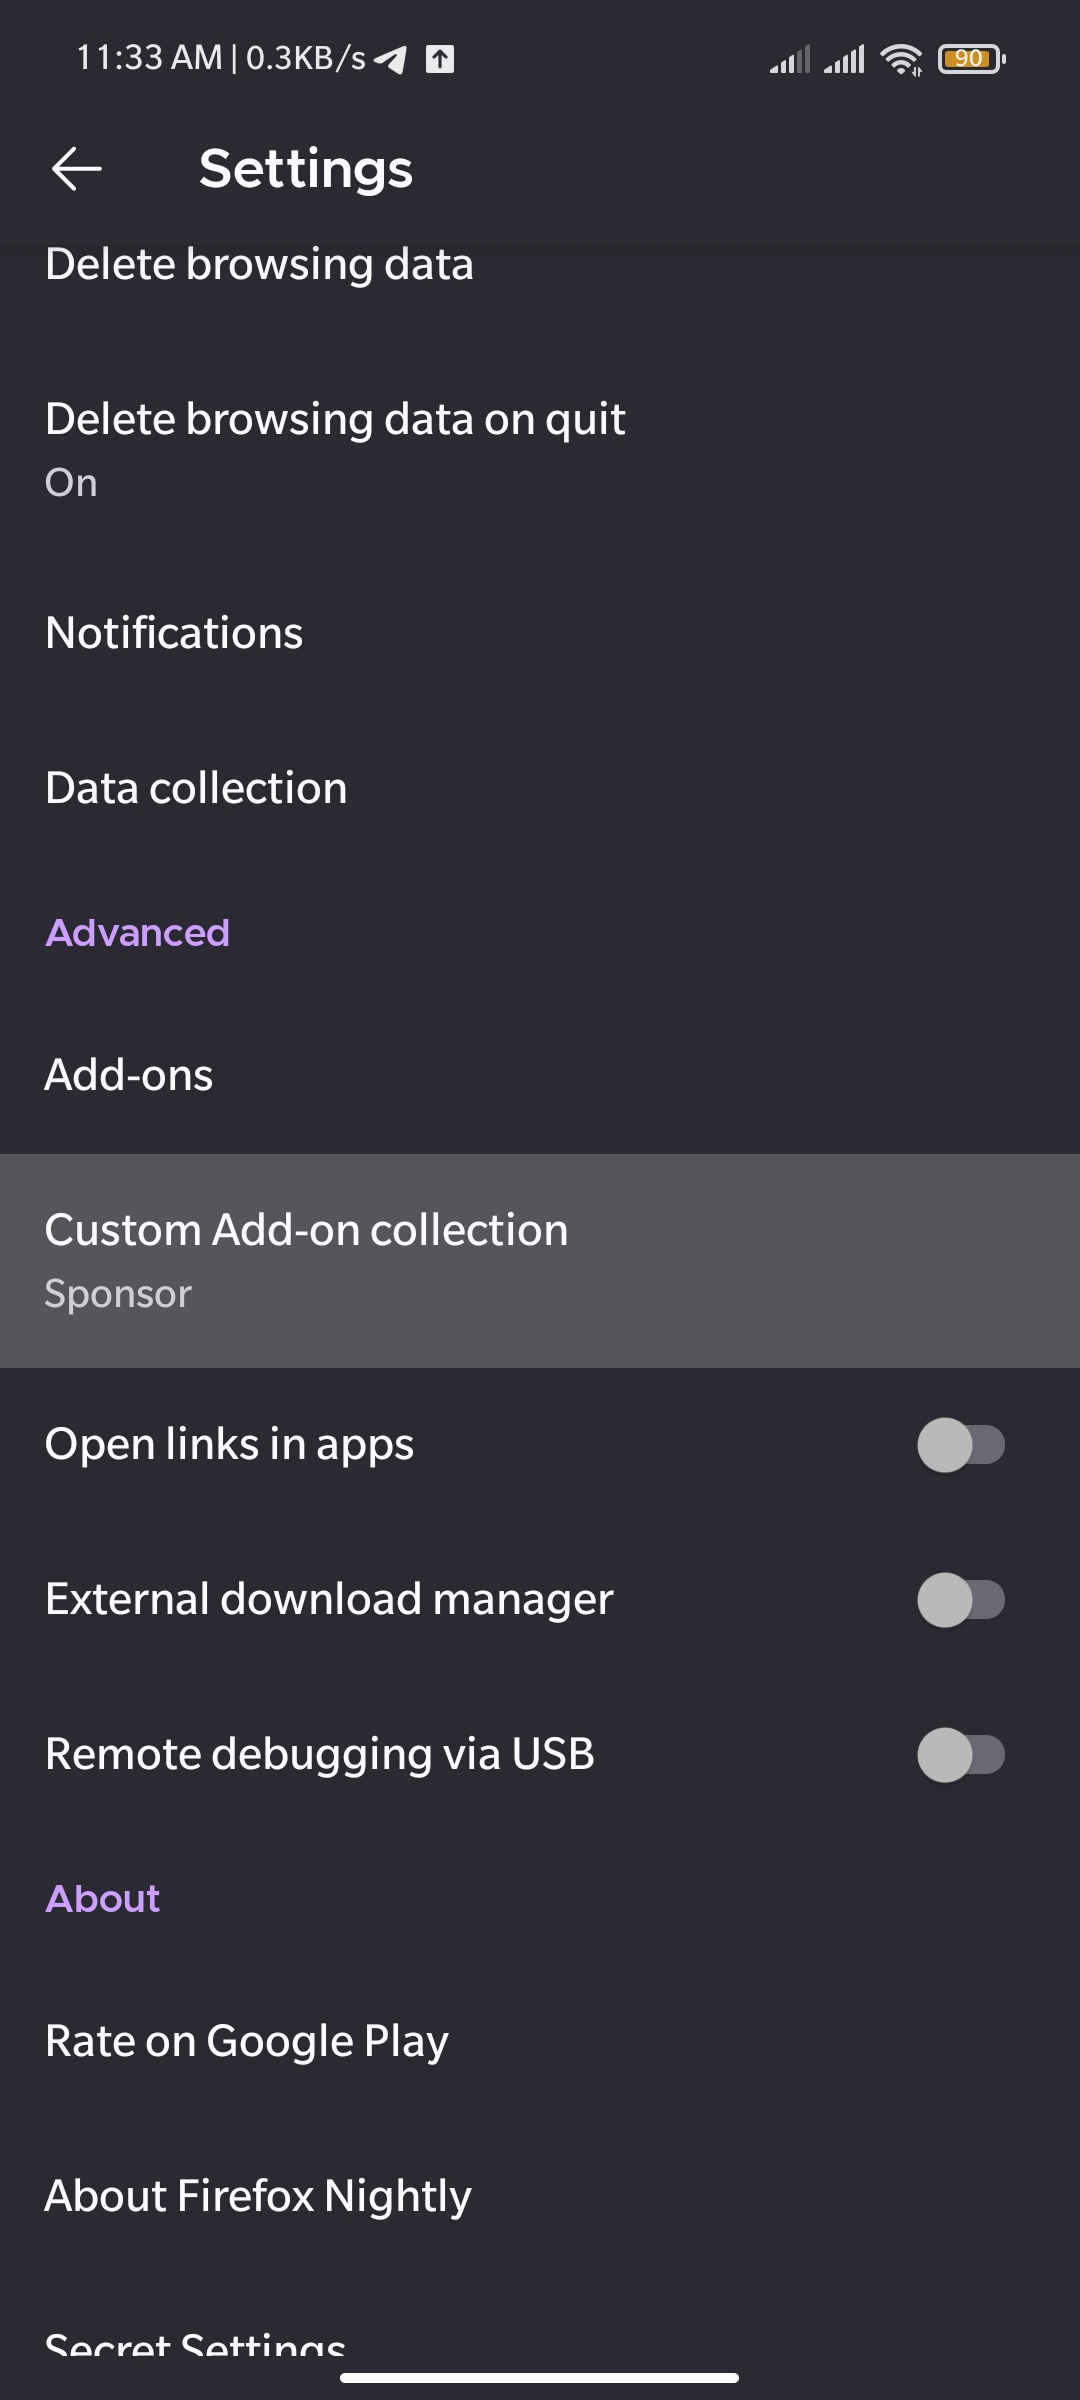 11:33 AM | 0.3KB/s
90
Settings
Delete browsing data
Delete browsing data on quit
On
Notifications
Data collection
Advanced
Add-ons
Custom Add-on collection
Sponsor
Open links in apps
External download manager
Remote debugging via USB
About
Rate on Google Play
About Firefox Nightly
Secret Settings